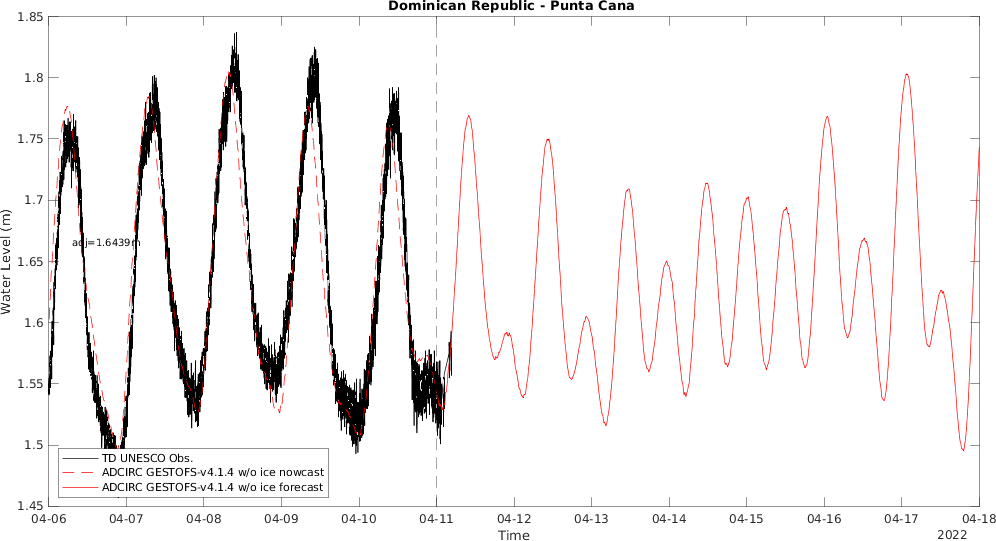 Dominican Republic - Punta Cana
1.85
1.8
1.75
1.7
1.65
1.6
1.55
1.5
1.45
Water Level (m)
adj=1.6439m
TD UNESCO Obs.
ADCIRC GESTOFS-v4.1.4 w/o ice nowcast
ADCIRC GESTOFS-v4.1.4 w/o ice forecast
04-06 04-07 04-08 04-09 04-10 04-11 04-12 04-13 04-14 04-15 04-16 04-17 04-18
Time
2022